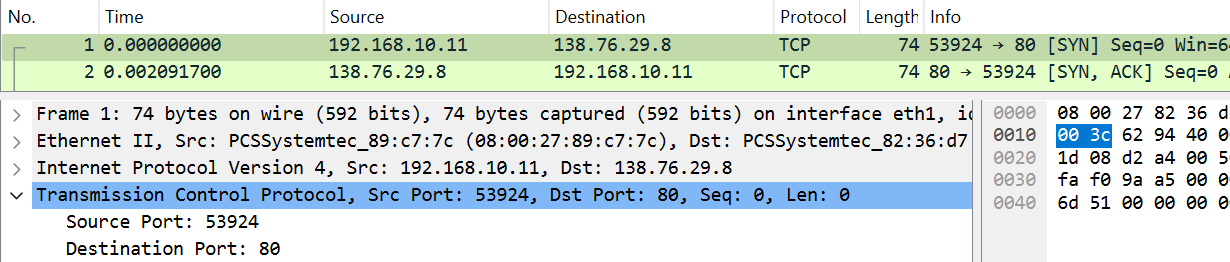 No. Time Source Destination Protocol Length Info
1 0.000000000 192.168.10.11 138.76.29.8 TCP 74 53924 → 80 [SYN] Seq=0 Win=6
2 0.002091700 138.76.29.8 192.168.10.11 TCP 74 80 → 53924 [SYN, ACK] Seq=0
Frame 1: 74 bytes on wire (592 bits), 74 bytes captured (592 bits) on interface eth1, id
Ethernet II, Src: PCSSystemtec_89:c7:7c (08:00:27:89:c7:7c), Dst: PCSSystemtec_82:36:d7
Internet Protocol Version 4, Src: 192.168.10.11, Dst: 138.76.29.8
Transmission Control Protocol, Src Port: 53924, Dst Port: 80, Seq: 0, Len: 0
Source Port: 53924
Destination Port: 80
0000 08 00 27 82 36 d
0010 00 3c 62 94 40 0
0020 1d 08 d2 a4 00 5
0030 fa f0 9a a5 00 0
0040 6d 51 00 00 00 0